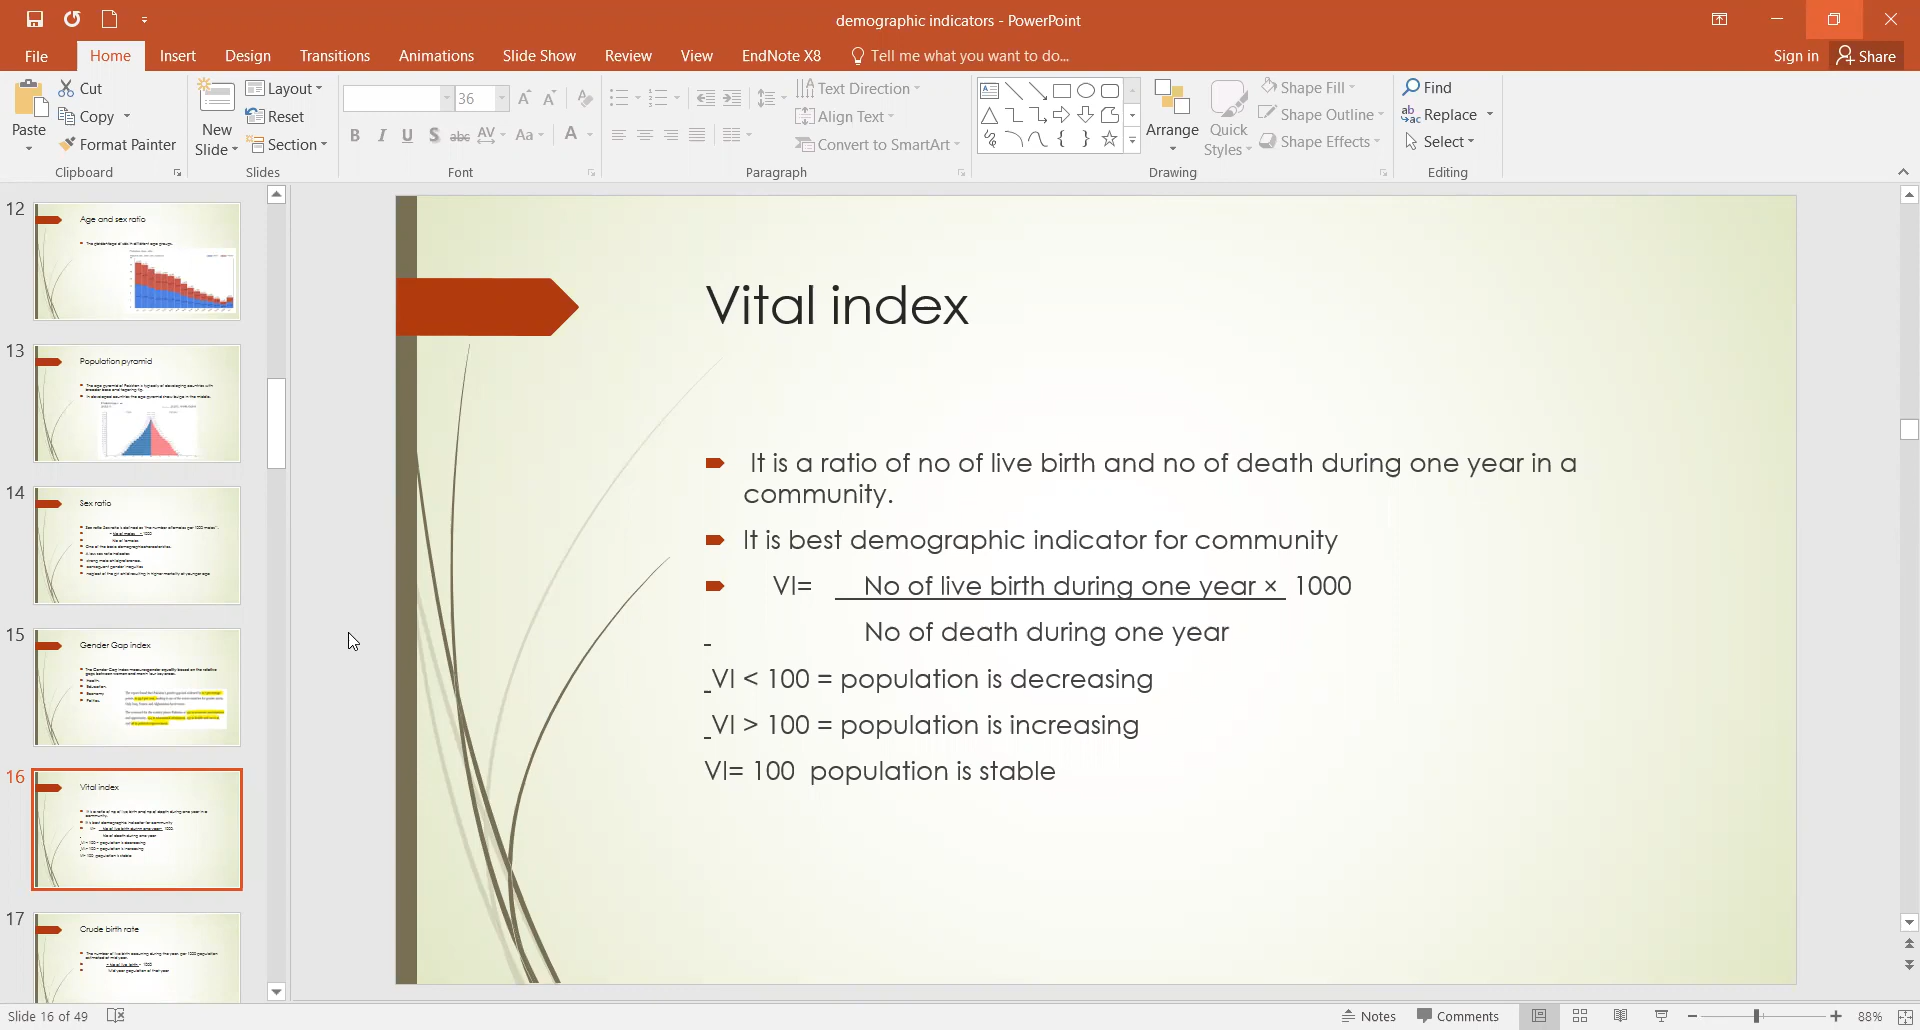 demographic indicators - PowerPoint
File Home Insert Design Transitions Animations Slide Show Review View EndNote X8 Tell me what you want to do... Sign in Share
Paste
Cut
Copy
Format Painter
Clipboard
New
Slide
Layout
Reset
Section
Slides
36
B I U S abc AV Aa A
Font
Text Direction
Align Text
Convert to SmartArt
Paragraph
Arrange
Quick
Styles
Shape Fill
Shape Outline
Shape Effects
Drawing
Find
Replace
Select
Editing
12
Age and sex ratio
13
Population pyramid
14
Sex ratio
15
Gender Gap index
16
Vital index
17
Crude birth rate
Vital index
It is a ratio of no of live birth and no of death during one year in a
community.
It is best demographic indicator for community
VI= No of live birth during one year × 1000
No of death during one year
VI < 100 = population is decreasing
VI > 100 = population is increasing
VI= 100 population is stable
Slide 16 of 49
Notes Comments 88%